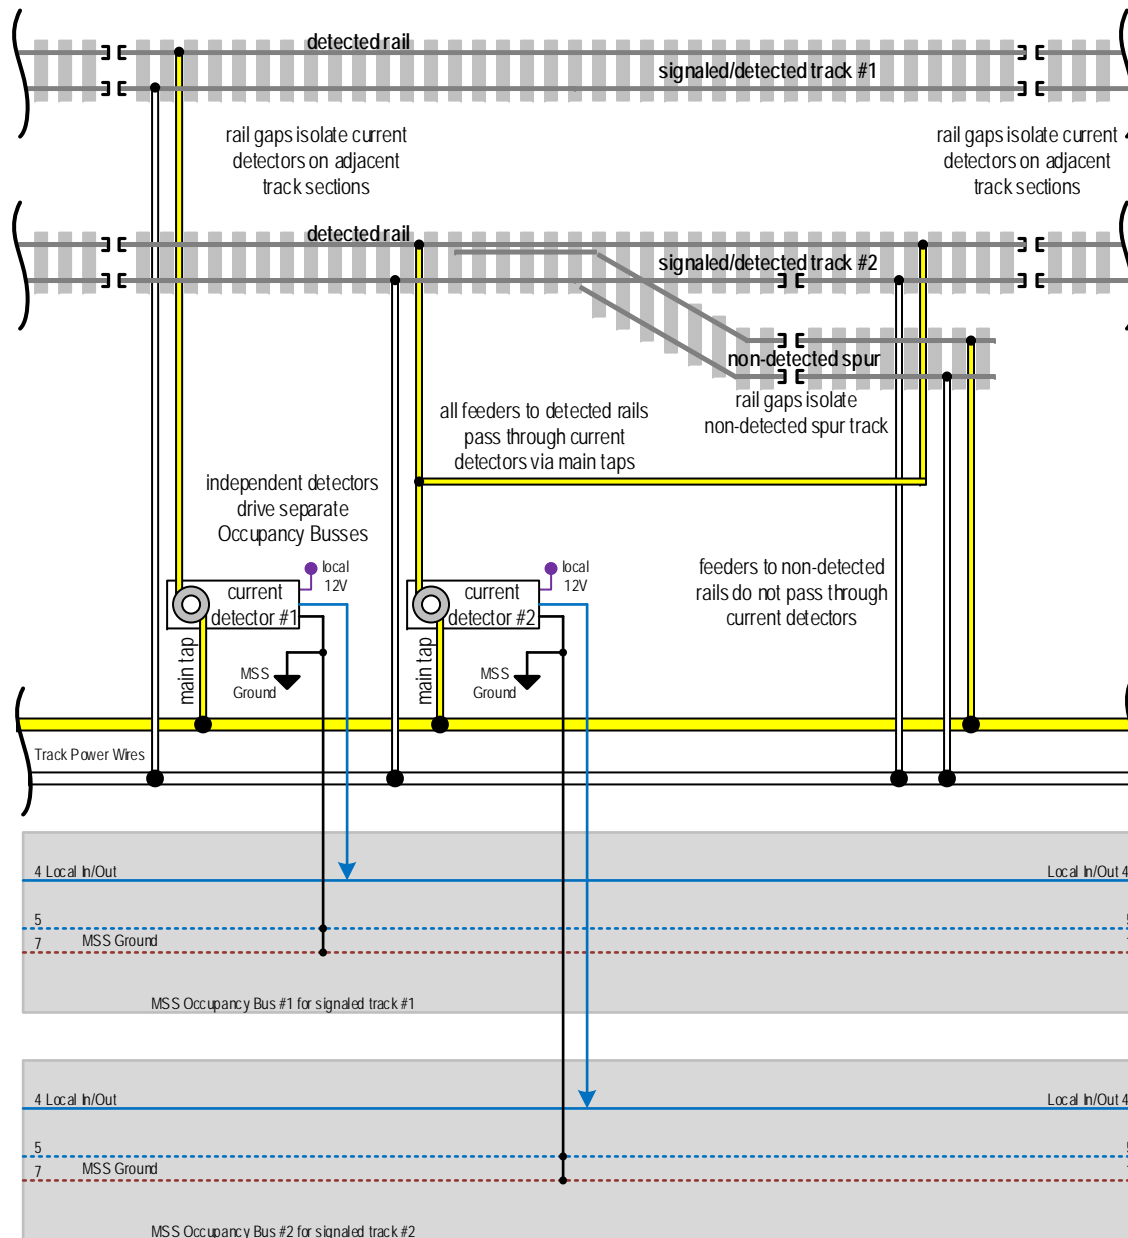 detected rail
signaled/detected track #1
rail gaps isolate current
detectors on adjacent
track sections
rail gaps isolate current
detectors on adjacent
track sections
detected rail
signaled/detected track #2
non-detected spur
rail gaps isolate
non-detected spur track
all feeders to detected rails
pass through current
detectors via main taps
independent detectors
drive separate
Occupancy Busses
feeders to non-detected
rails do not pass through
current detectors
local
12V
current
detector #1
main tap
MSS
Ground
local
12V
current
detector #2
main tap
MSS
Ground
Track Power Wires
4 Local In/Out
Local In/Out 4
5
7 MSS Ground
MSS Occupancy Bus #1 for signaled track #1
4 Local In/Out
Local In/Out 4
5
7 MSS Ground
MSS Occupancy Bus #2 for signaled track #2